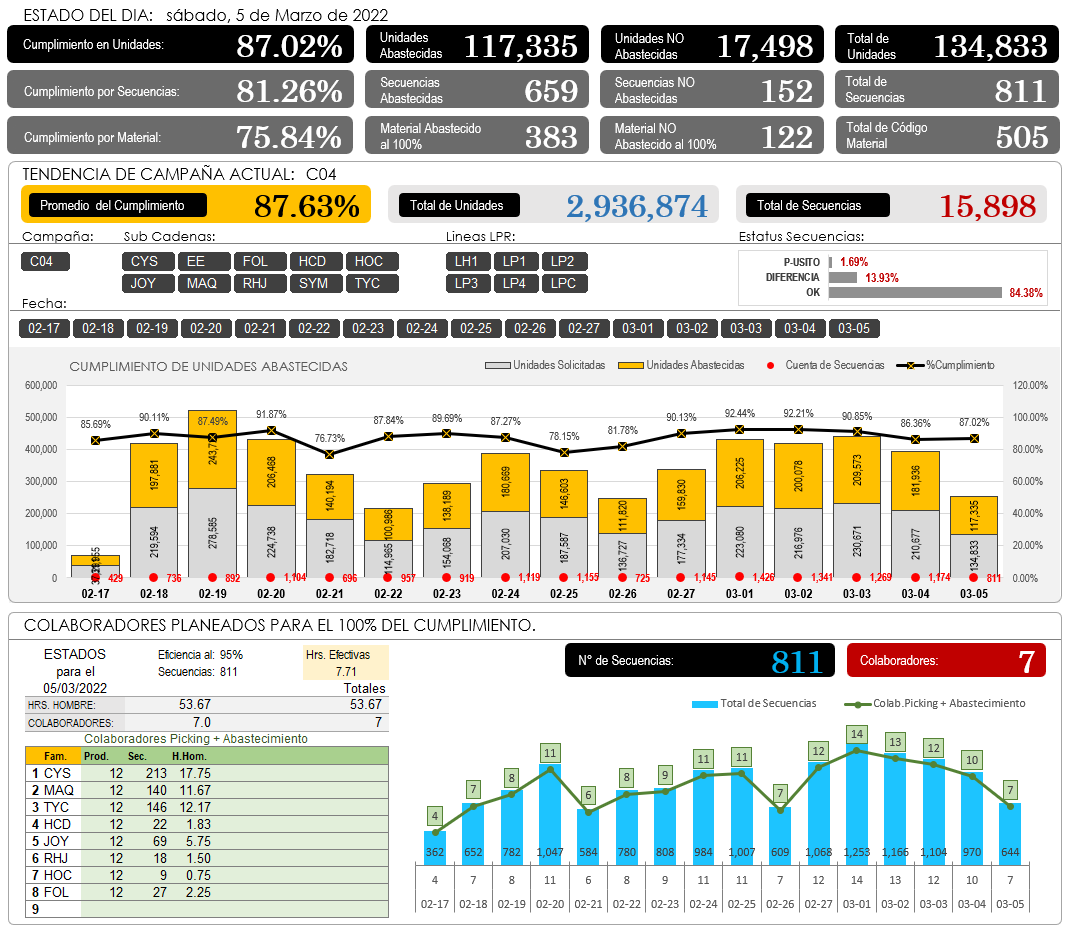 ESTADO DEL DIA: sábado, 5 de Marzo de 2022
Cumplimiento en Unidades: 87.02% Unidades Abastecidas 117,335 Unidades NO Abastecidas 17,498 Total de Unidades 134,833
Cumplimiento por Secuencias: 81.26% Secuencias Abastecidas 659 Secuencias NO Abastecidas 152 Total de Secuencias 811
Cumplimiento por Material: 75.84% Material Abastecido al 100% 383 Material NO Abastecido al 100% 122 Total de Código Material 505
TENDENCIA DE CAMPAÑA ACTUAL: C04
Promedio del Cumplimiento 87.63% Total de Unidades 2,936,874 Total de Secuencias 15,898
Campaña: Sub Cadenas: Lineas LPR: Estatus Secuencias:
C04 CYS EE FOL HCD HOC LH1 LP1 LP2
JOY MAQ RHJ SYM TYC LP3 LP4 LPC
P-USITO 1.69%
DIFERENCIA 13.93%
OK 84.38%
Fecha:
02-17 02-18 02-19 02-20 02-21 02-22 02-23 02-24 02-25 02-26 02-27 03-01 03-02 03-03 03-04 03-05
CUMPLIMIENTO DE UNIDADES ABASTECIDAS Unidades Solicitadas Unidades Abastecidas Cuenta de Secuencias %Cumplimiento
600,000 120.00%
500,000 100.00%
400,000 80.00%
300,000 60.00%
200,000 40.00%
100,000 20.00%
0 0.00%
85.69% 90.11% 87.49% 91.87% 76.73% 87.84% 89.69% 87.27% 78.15% 81.78% 90.13% 92.44% 92.21% 90.85% 86.36% 87.02%
197,881 243,7 206,468 140,194 100,986 138,189 180,669 146,603 111,820 159,830 206,225 200,078 209,573 181,936 117,335
219,594 278,585 224,738 182,718 114,965 154,068 207,030 187,587 136,727 177,334 223,080 216,976 230,671 210,677 134,833
429 736 892 1,104 696 957 919 1,119 1,155 725 1,145 1,426 1,341 1,269 1,174 811
02-17 02-18 02-19 02-20 02-21 02-22 02-23 02-24 02-25 02-26 02-27 03-01 03-02 03-03 03-04 03-05
COLABORADORES PLANEADOS PARA EL 100% DEL CUMPLIMIENTO.
ESTADOS Eficiencia al: 95% Hrs. Efectivas
para el Secuencias: 811 7.71
05/03/2022 Totales
HRS. HOMBRE: 53.67 53.67
COLABORADORES: 7.0 7
Colaboradores Picking + Abastecimiento
Fam. Prod. Sec. H.Hom.
1 CYS 12 213 17.75
2 MAQ 12 140 11.67
3 TYC 12 146 12.17
4 HCD 12 22 1.83
5 JOY 12 69 5.75
6 RHJ 12 18 1.50
7 HOC 12 9 0.75
8 FOL 12 27 2.25
9
N° de Secuencias: 811 Colaboradores: 7
Total de Secuencias Colab.Picking + Abastecimiento
4 7 8 11 6 8 9 11 11 7 12 14 13 12 10 7
362 652 782 1,047 584 780 808 984 1,007 609 1,068 1,253 1,166 1,104 970 644
4 7 8 11 6 8 9 11 11 7 12 14 13 12 10 7
02-17 02-18 02-19 02-20 02-21 02-22 02-23 02-24 02-25 02-26 02-27 03-01 03-02 03-03 03-04 03-05